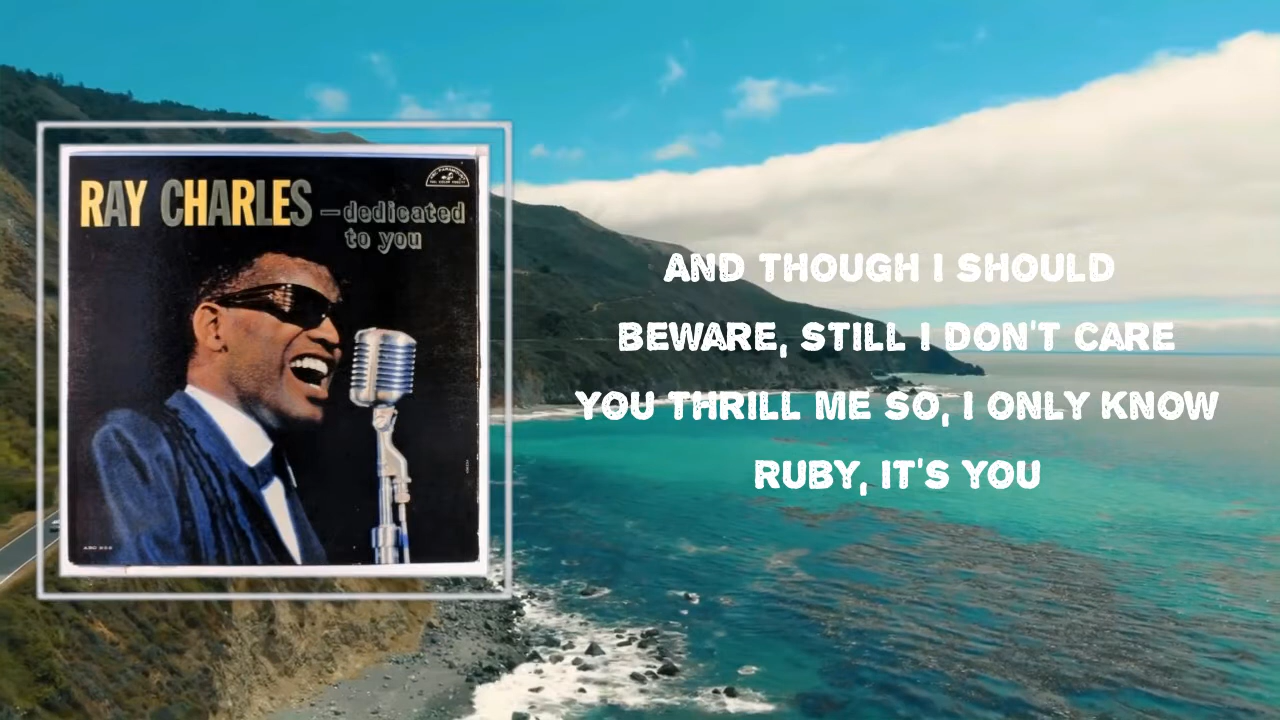 RAY CHARLES —dedicated
to you
AND THOUGH I SHOULD
BEWARE, STILL I DON'T CARE
YOU THRILL ME SO, I ONLY KNOW
RUBY, IT'S YOU